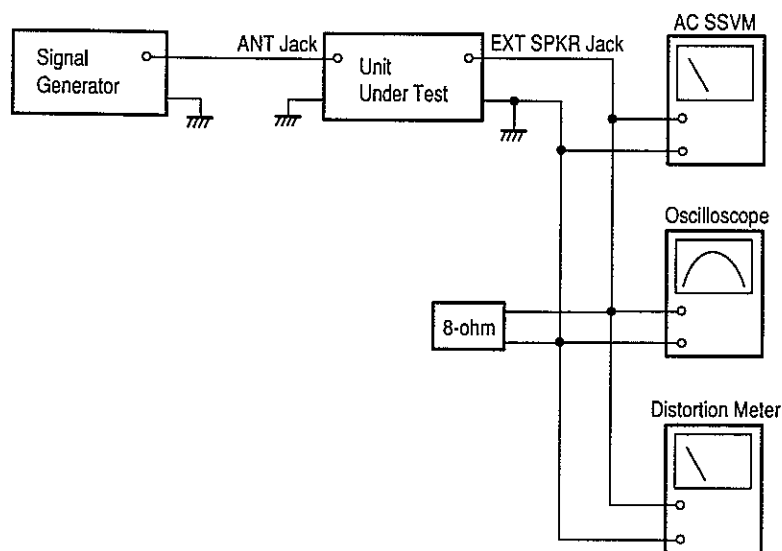 AC SSVM
ANT Jack
EXT SPKR Jack
Signal
Generator
Unit
Under Test
Oscilloscope
8-ohm
Distortion Meter